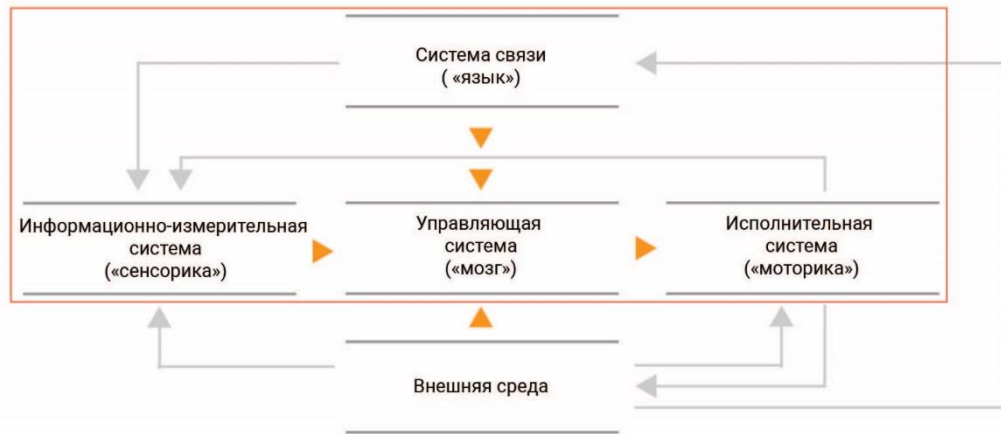 Система связи
( «язык»)
Информационно-измерительная
система
(«сенсорика»)
Управляющая
система
(«мозг»)
Исполнительная
система
(«моторика»)
Внешняя среда